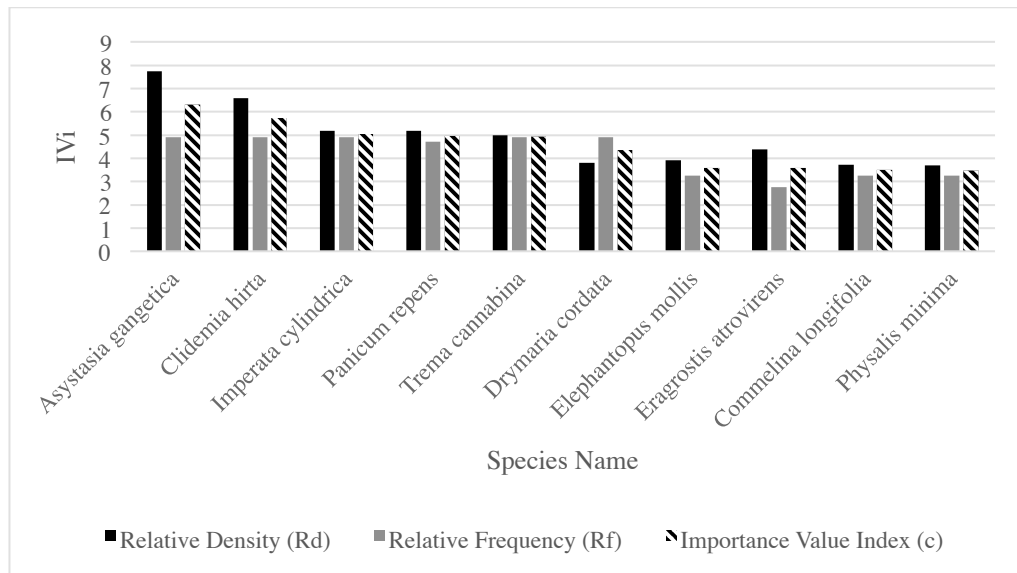 9
8
7
6
5
4
3
2
1
0
IVi
Asystasia gangetica
Clidemia hirta
Imperata cylindrica
Panicum repens
Trema cannabina
Drymaria cordata
Elephantopus mollis
Eragrostis atrovirens
Commelina longifolia
Physalis minima
Species Name
Relative Density (Rd) Relative Frequency (Rf) Importance Value Index (c)